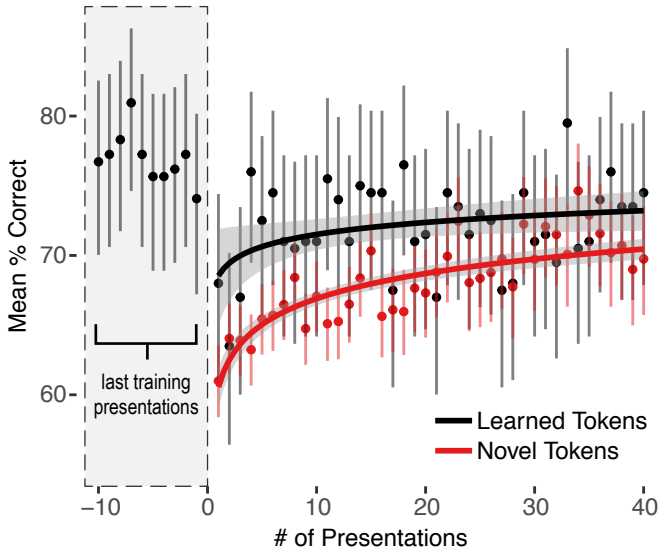 Mean % Correct
80
70
60
last training
presentations
Learned Tokens
Novel Tokens
−10
0
10
20
30
40
# of Presentations